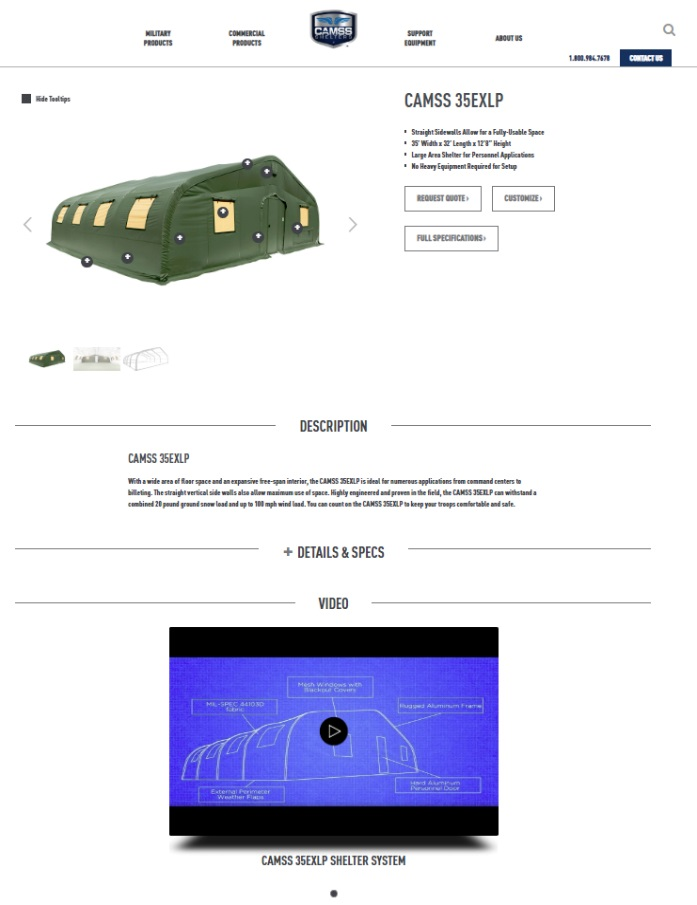 MILITARY
PRODUCTS
COMMERCIAL
PRODUCTS
CAMSS
SHELTERS
SUPPORT
EQUIPMENT
ABOUT US
1.800.984.7678
CONTACT US
Hide Tooltips
CAMSS 35EXLP
Straight Sidewalls Allow for a Fully-Usable Space
35' Width x 32' Length x 12'8" Height
Large Area Shelter for Personnel Applications
No Heavy Equipment Required for Setup
REQUEST QUOTE ›
CUSTOMIZE ›
FULL SPECIFICATIONS ›
DESCRIPTION
CAMSS 35EXLP
With a wide area of floor space and an expansive free-span interior, the CAMSS 35EXLP is ideal for numerous applications from command centers to
billeting. The straight vertical side walls also allow maximum use of space. Highly engineered and proven in the field, the CAMSS 35EXLP can withstand a
combined 20 pound ground snow load and up to 100 mph wind load. You can count on the CAMSS 35EXLP to keep your troops comfortable and safe.
+ DETAILS & SPECS
VIDEO
Mesh Windows with
Blackout Covers
MIL-SPEC 44103D
Fabric
Rugged Aluminum Frame
External Perimeter
Weather Flaps
Hard Aluminum
Personnel Door
CAMSS 35EXLP SHELTER SYSTEM